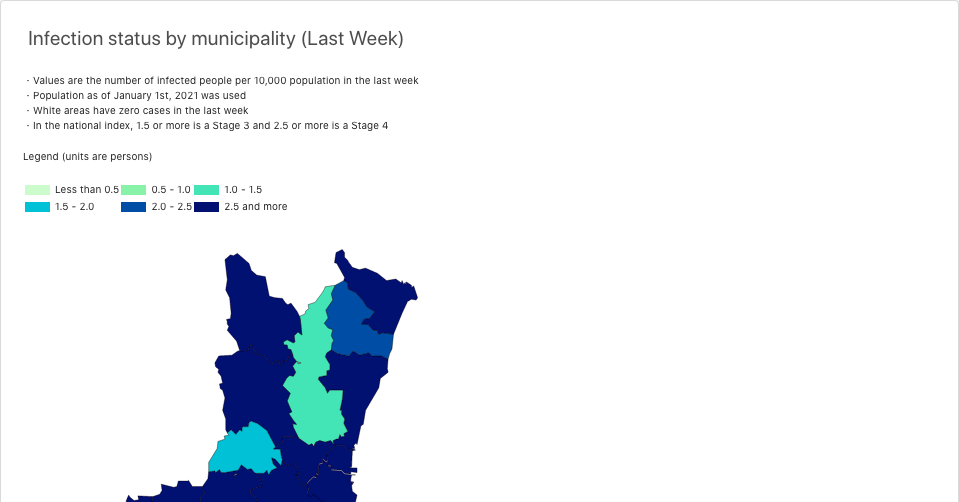 Infection status by municipality (Last Week)
· Values are the number of infected people per 10,000 population in the last week
· Population as of January 1st, 2021 was used
· White areas have zero cases in the last week
· In the national index, 1.5 or more is a Stage 3 and 2.5 or more is a Stage 4
Legend (units are persons)
Less than 0.5 0.5 - 1.0 1.0 - 1.5
1.5 - 2.0 2.0 - 2.5 2.5 and more